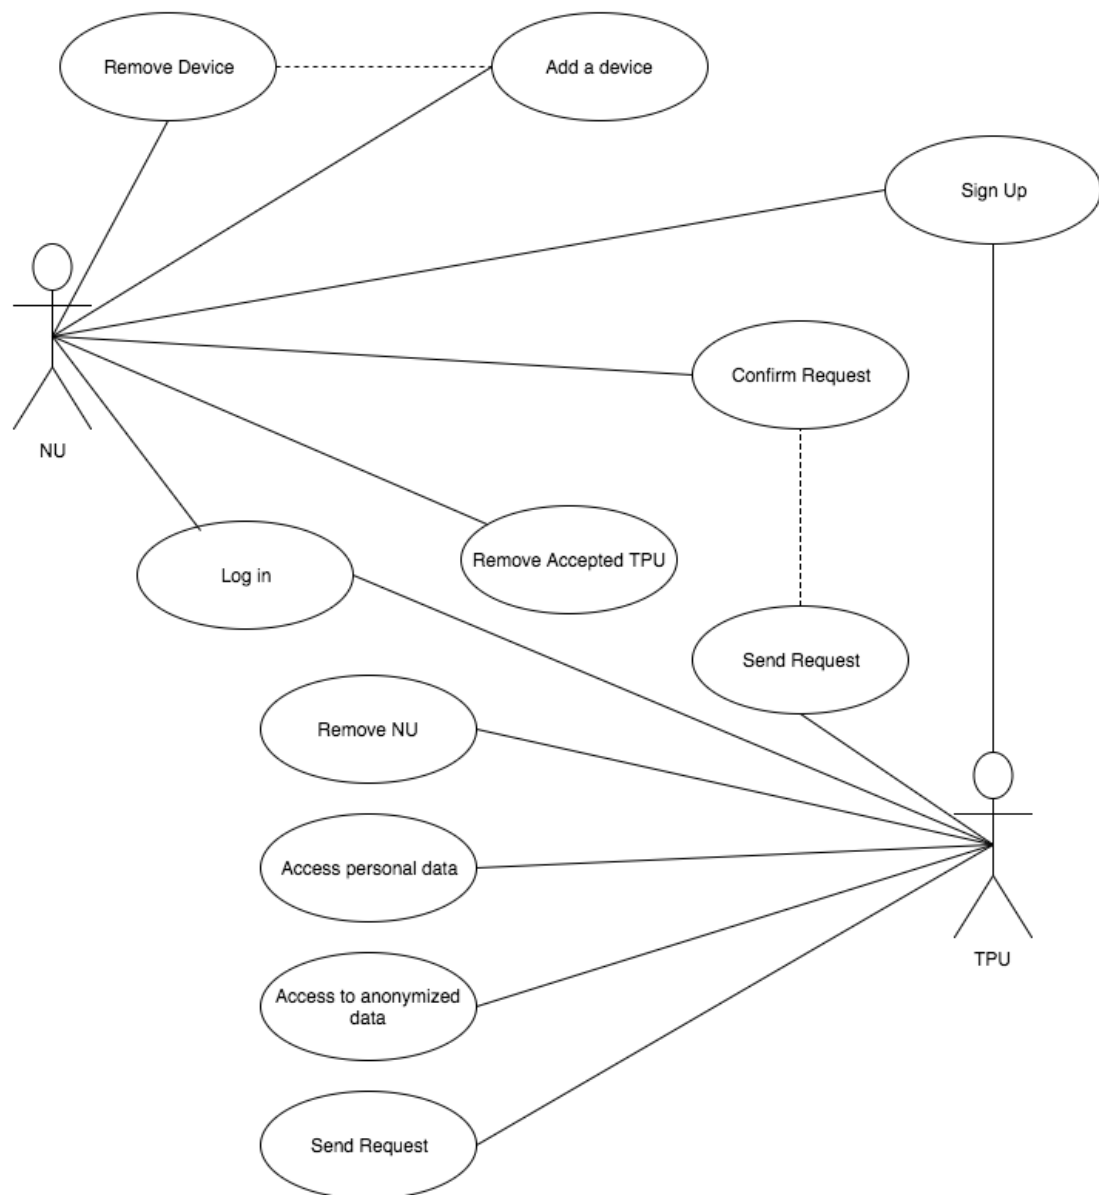 Remove Device
Add a device
Sign Up
Confirm Request
NU
Remove Accepted TPU
Log in
Send Request
Remove NU
Access personal data
TPU
Access to anonymized
data
Send Request